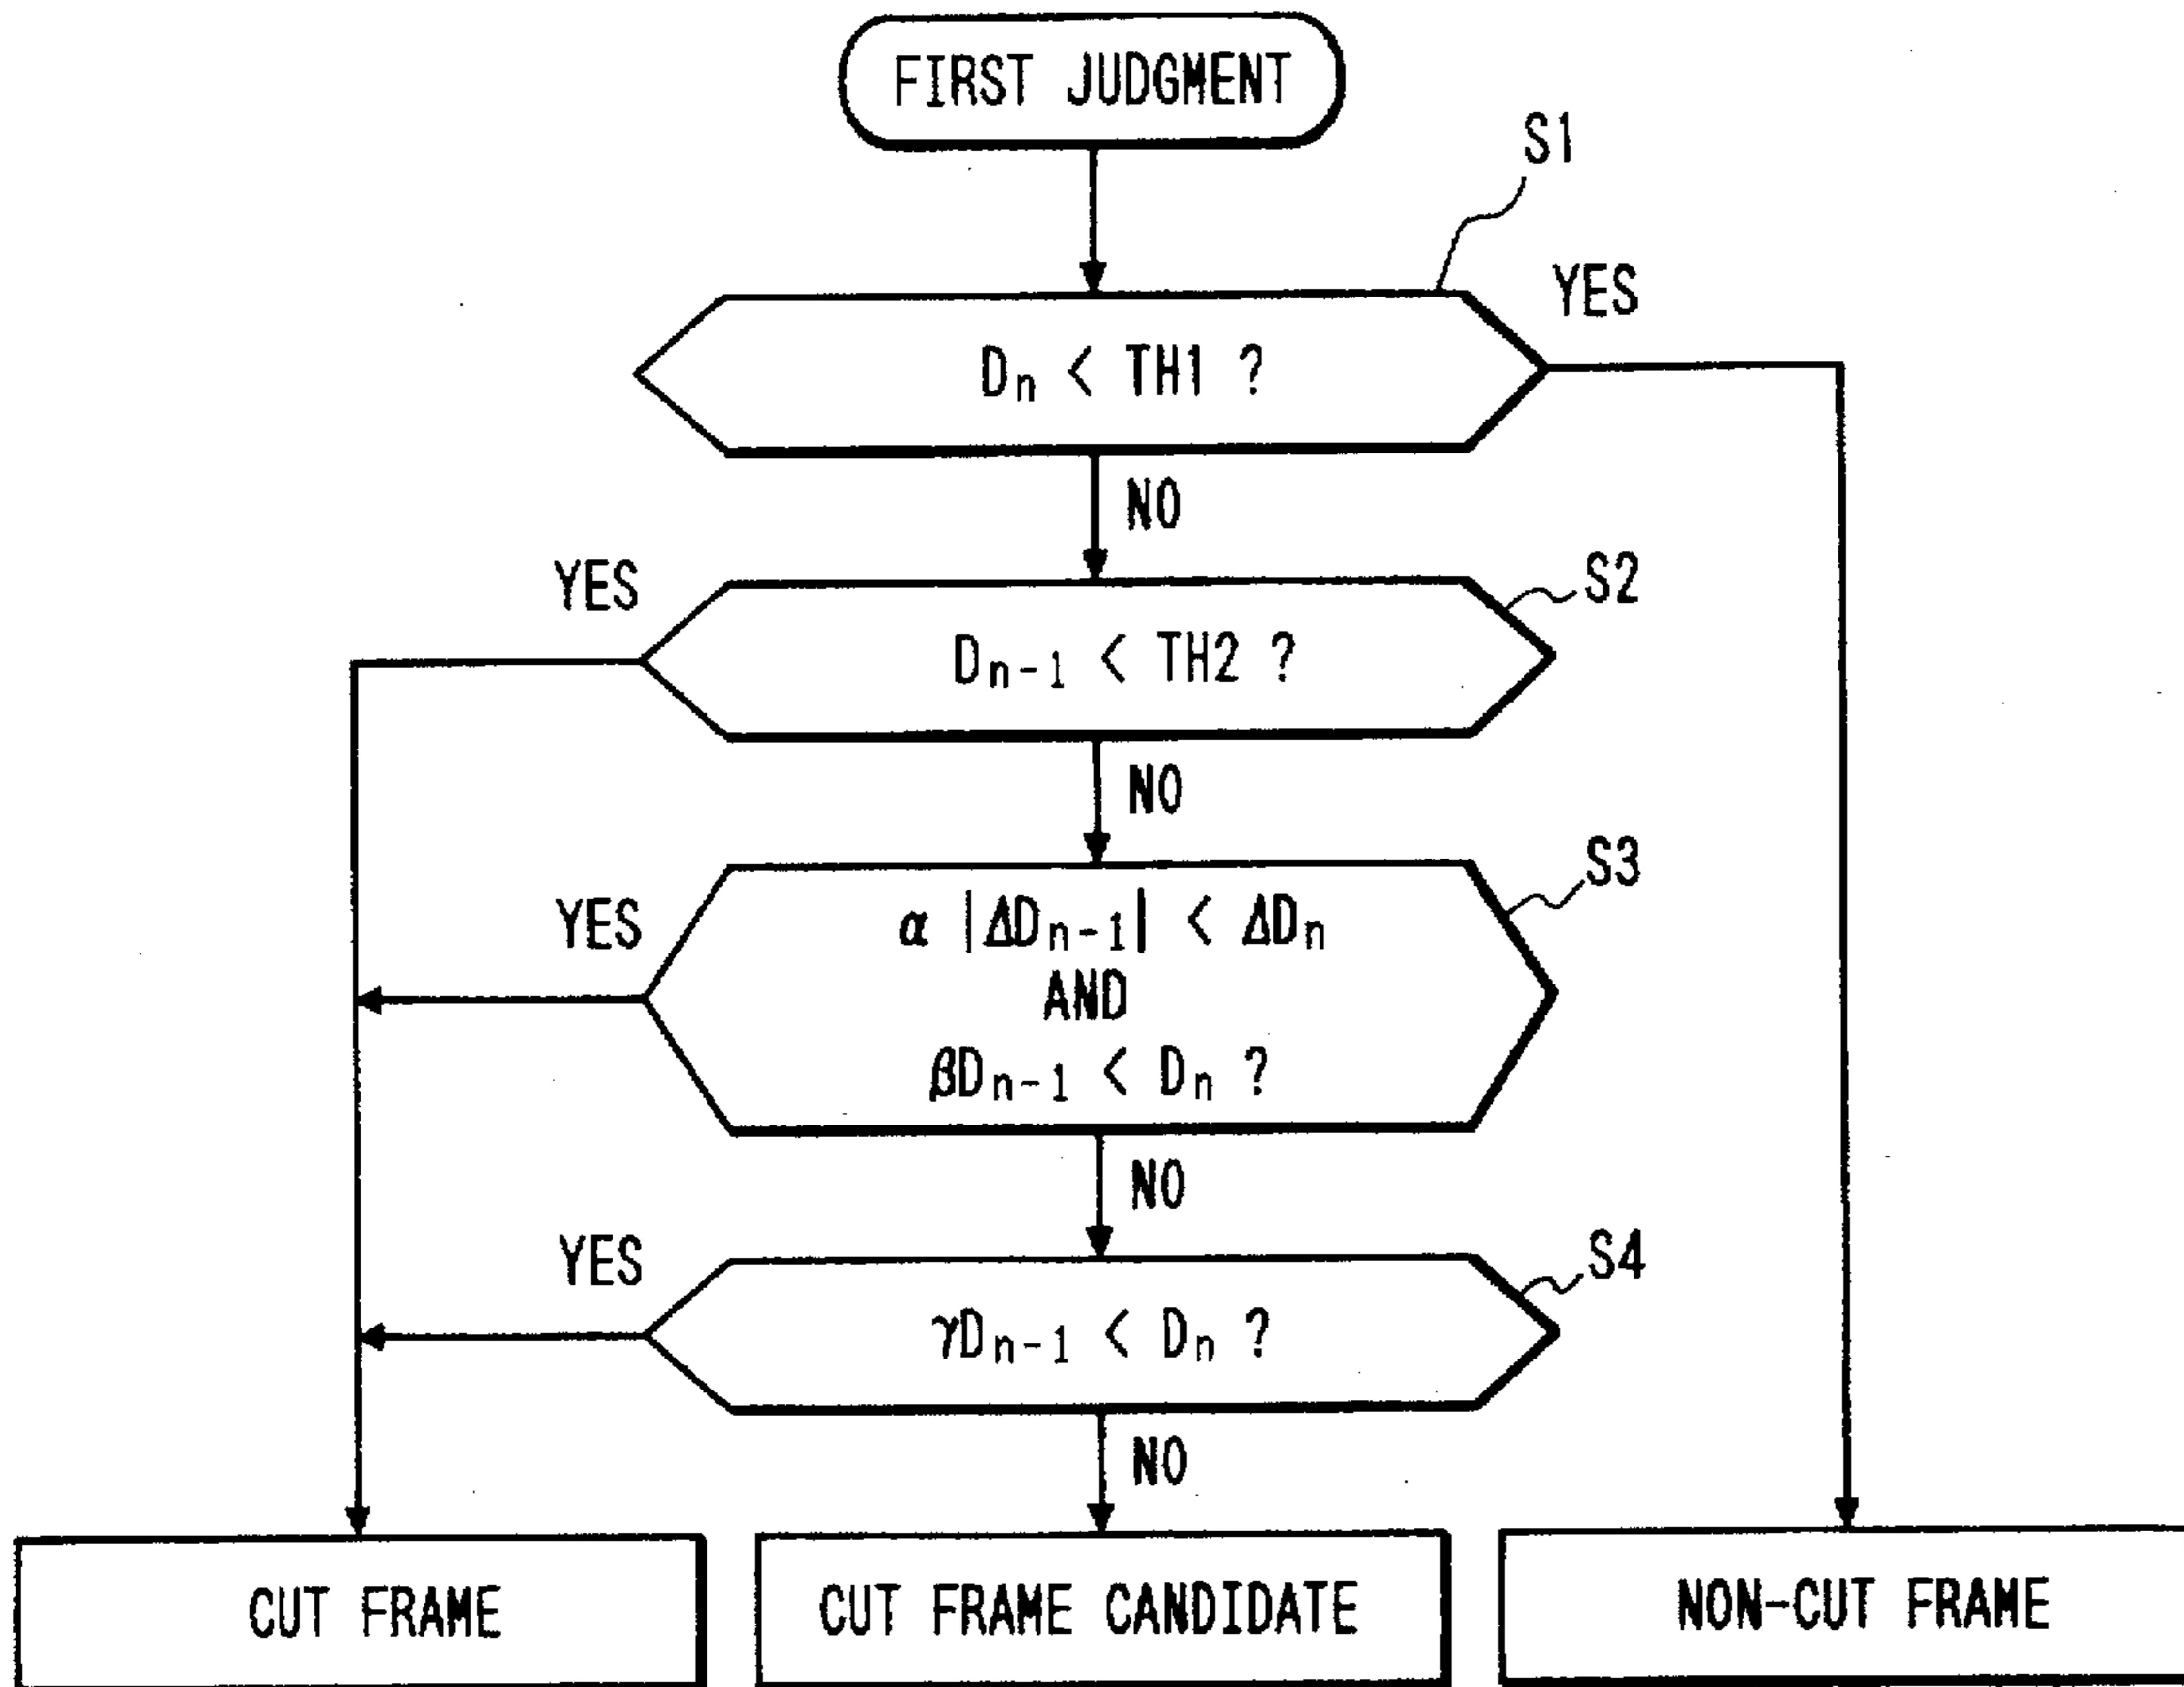 FIRST JUDGMENT
S1
YES
Dn < TH1 ?
NO
YES
S2
Dn-1 < TH2 ?
NO
S3
YES
α |ΔDn-1| < ΔDn
AND
βDn-1 < Dn ?
NO
YES
S4
γDn-1 < Dn ?
NO
CUT FRAME
CUT FRAME CANDIDATE
NON-CUT FRAME